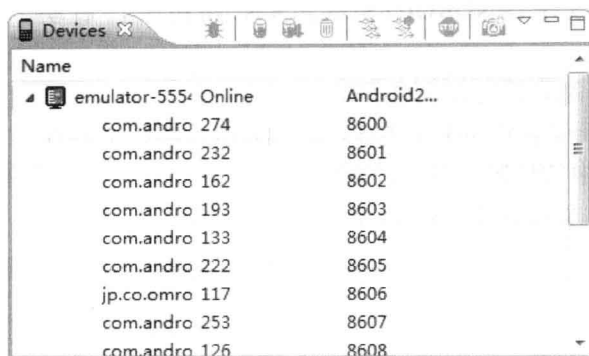 Devices
STOP
Name
emulator-5554 Online Android2...
com.andro 274 8600
com.andro 232 8601
com.andro 162 8602
com.andro 193 8603
com.andro 133 8604
com.andro 222 8605
jp.co.omro 117 8606
com.andro 253 8607
com.andro 126 8608